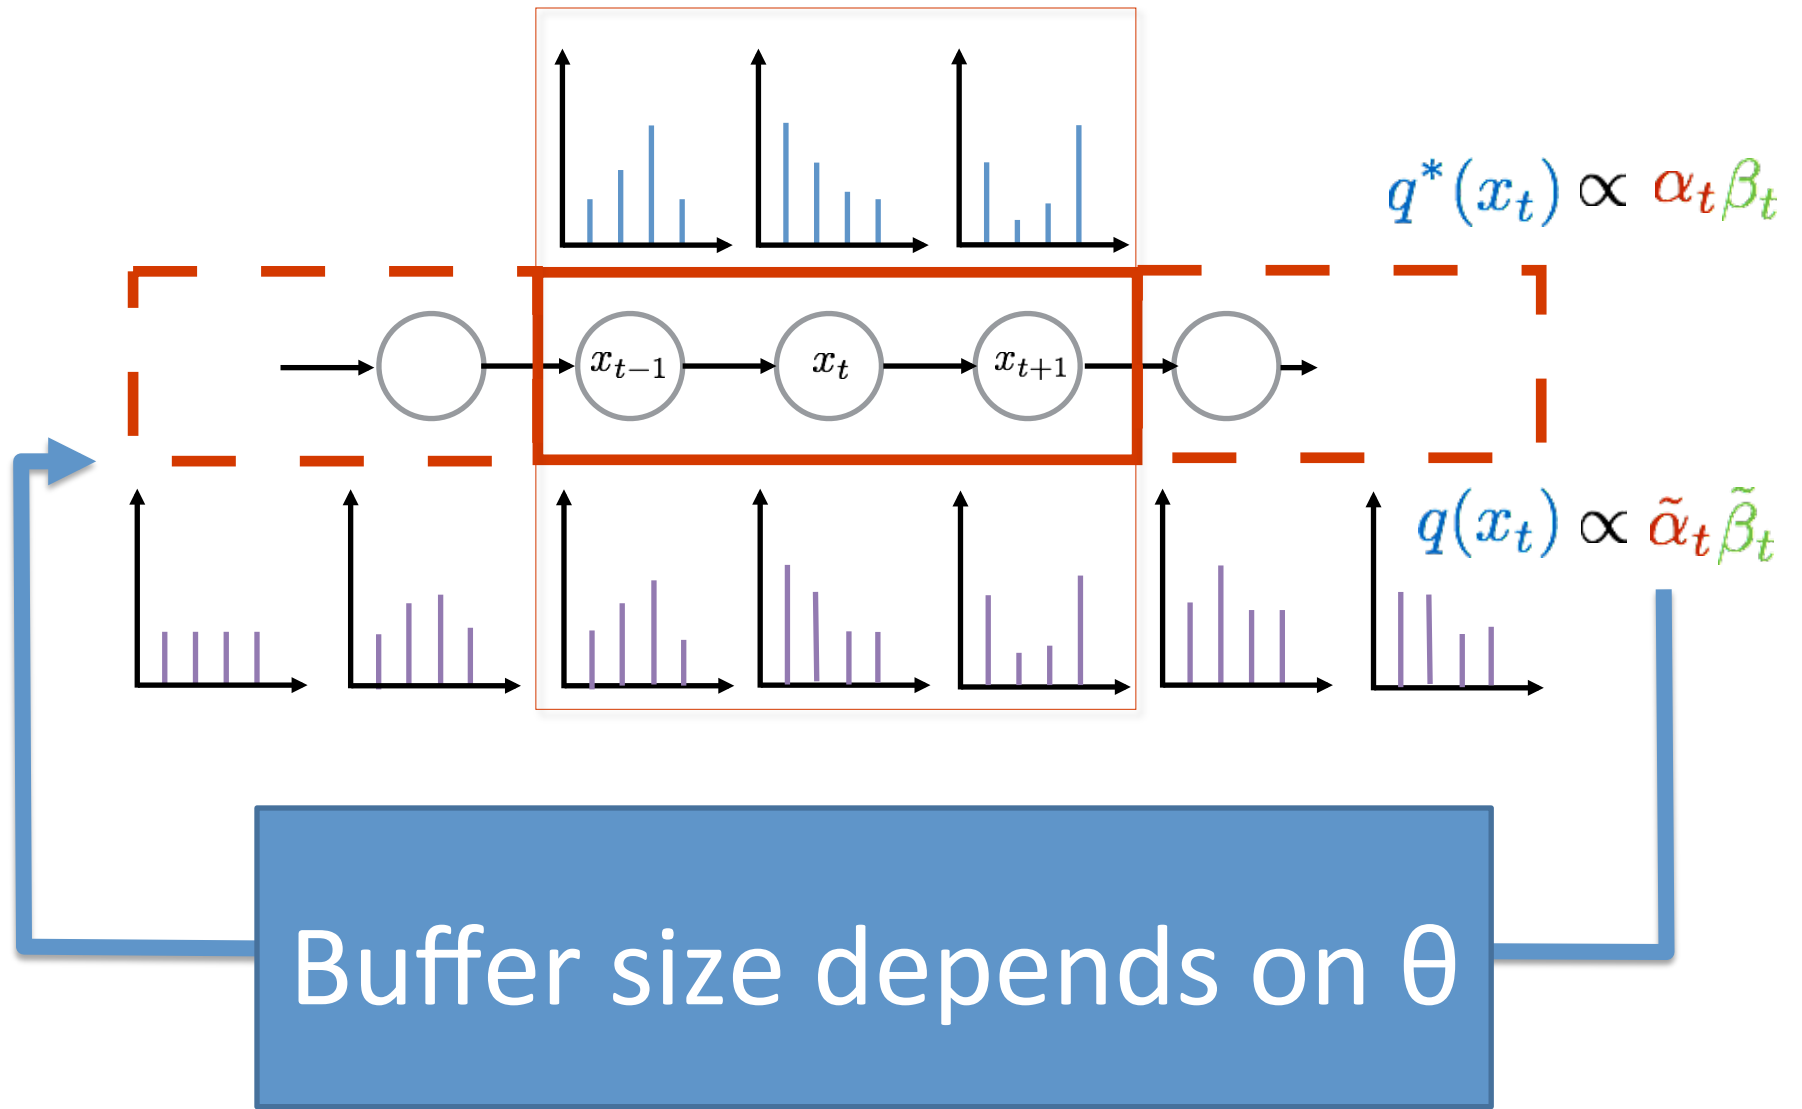 q*(x_t) ∝ α_t β_t
x_{t−1} x_t x_{t+1}
q(x_t) ∝ α̃_t β̃_t
Buffer size depends on θ